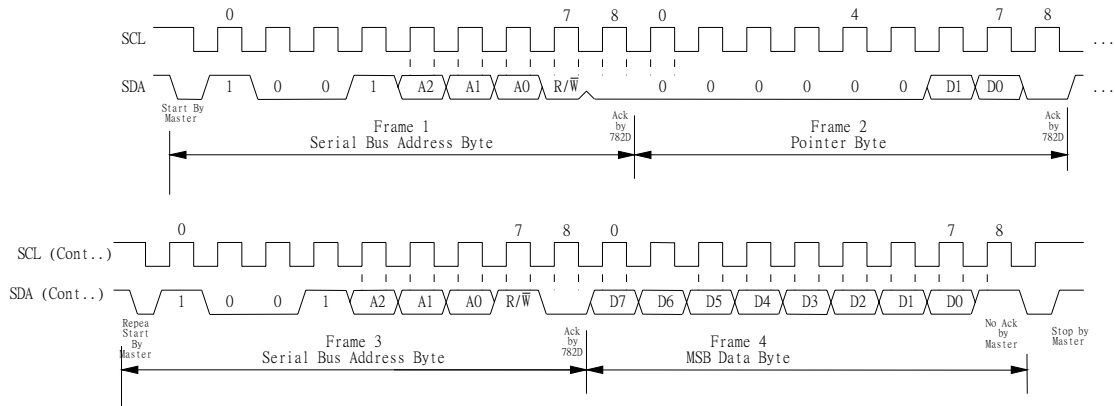 0 7 8 0 4 7 8
SCL ...
SDA 1 0 0 1 A2 A1 A0 R/W̅ 0 0 0 0 0 0 D1 D0 ...
Start By
Master
Ack
by
782D
Ack
by
782D
Frame 1
Serial Bus Address Byte
Frame 2
Pointer Byte
0 7 8 0 7 8
SCL (Cont..)
SDA (Cont..) 1 0 0 1 A2 A1 A0 R/W̅ D7 D6 D5 D4 D3 D2 D1 D0
Repea
Start
By
Master
Ack
by
782D
No Ack
by
Master
Stop by
Master
Frame 3
Serial Bus Address Byte
Frame 4
MSB Data Byte